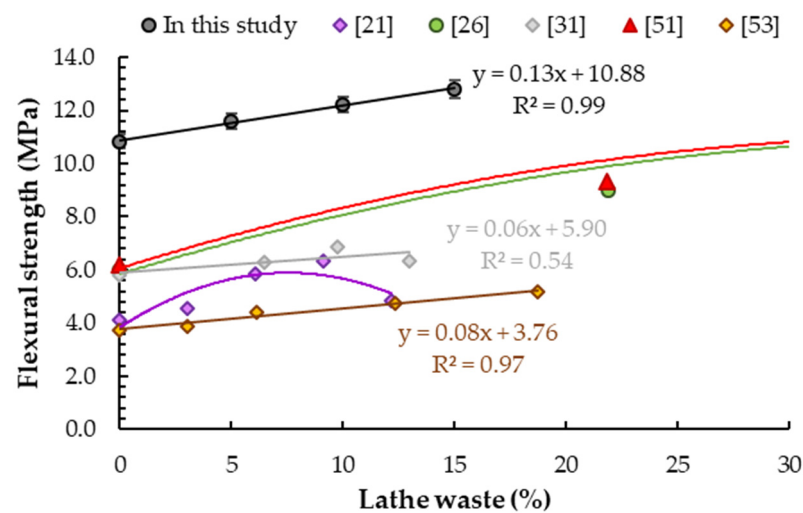 In this study [21] [26] [31] [51] [53]
14.0
y = 0.13x + 10.88
R² = 0.99
12.0
10.0
8.0
y = 0.06x + 5.90
R² = 0.54
6.0
4.0
y = 0.08x + 3.76
R² = 0.97
2.0
0.0
Flexural strength (MPa)
0 5 10 15 20 25 30
Lathe waste (%)